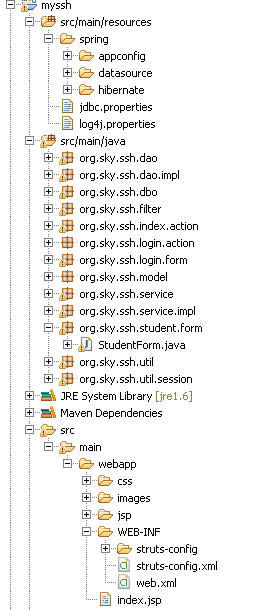 myssh
src/main/resources
spring
appconfig
datasource
hibernate
jdbc.properties
log4j.properties
src/main/java
org.sky.ssh.dao
org.sky.ssh.dao.impl
org.sky.ssh.dbo
org.sky.ssh.filter
org.sky.ssh.index.action
org.sky.ssh.login.action
org.sky.ssh.login.form
org.sky.ssh.model
org.sky.ssh.service
org.sky.ssh.service.impl
org.sky.ssh.student.form
StudentForm.java
org.sky.ssh.util
org.sky.ssh.util.session
JRE System Library [jre1.6]
Maven Dependencies
src
main
webapp
css
images
jsp
WEB-INF
struts-config
struts-config.xml
web.xml
index.jsp